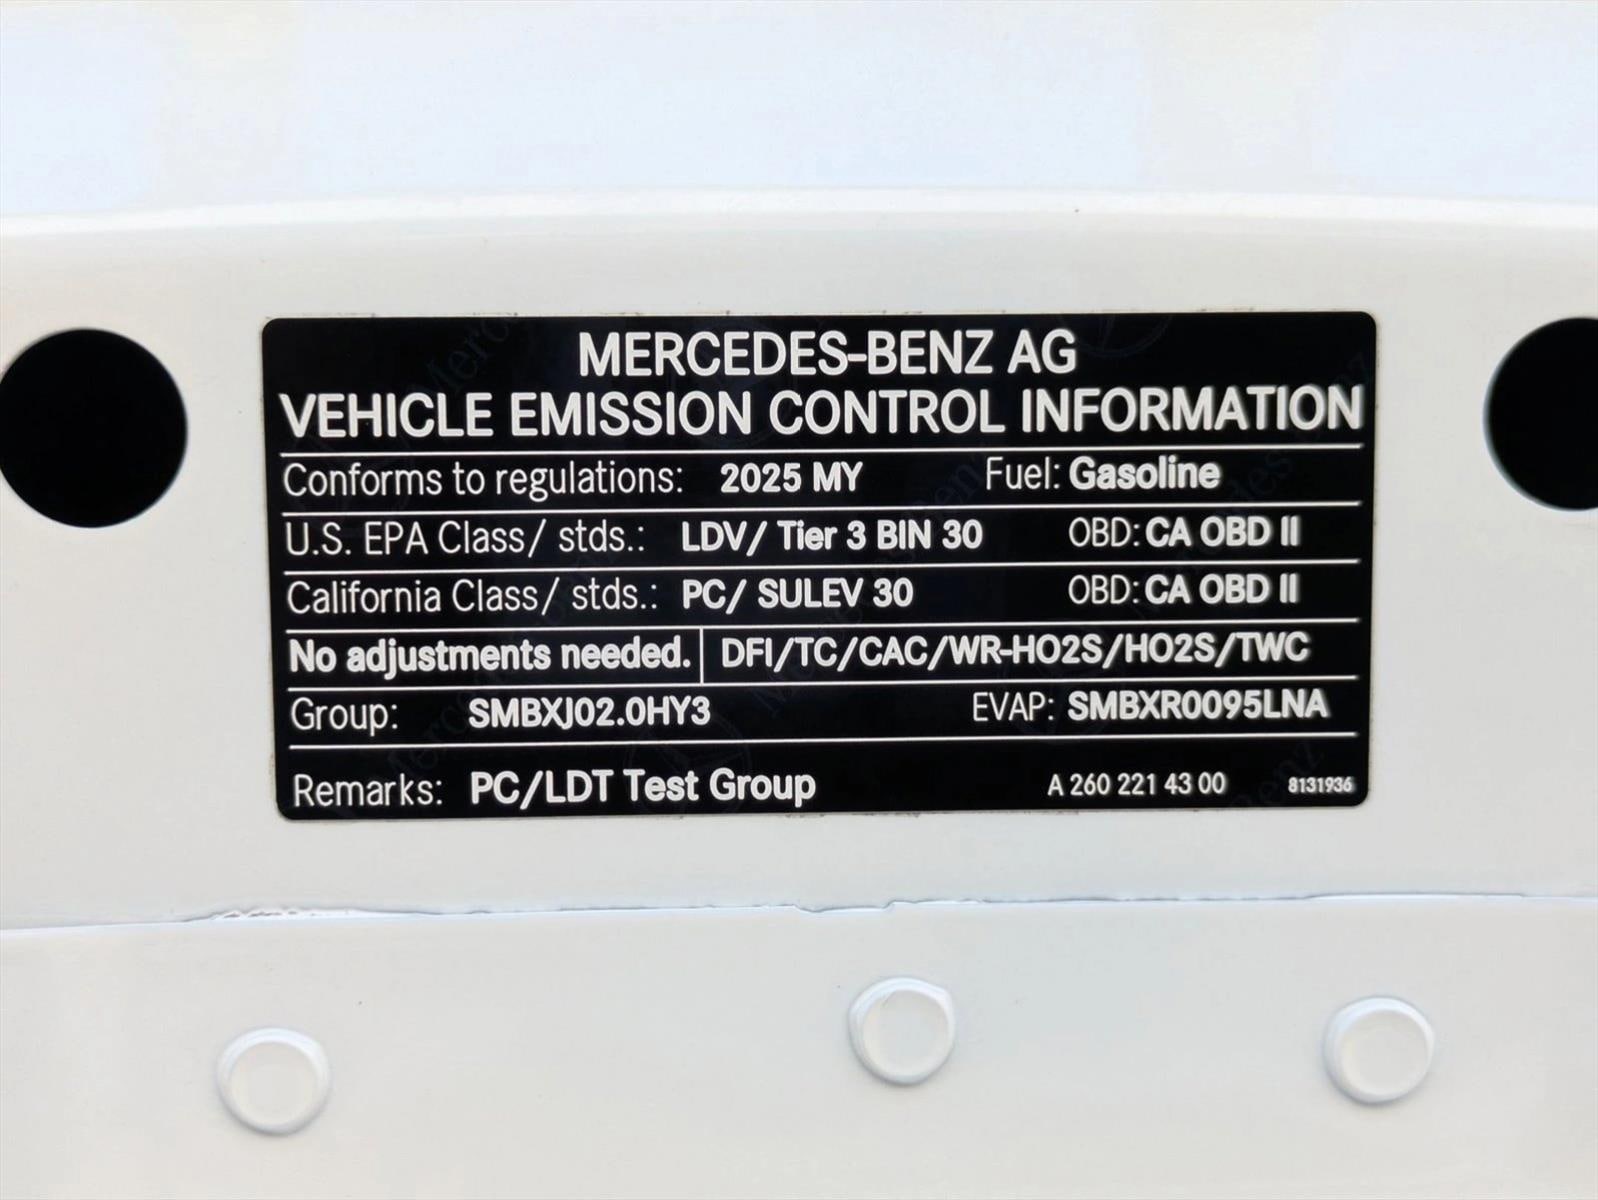 MERCEDES-BENZ AG
VEHICLE EMISSION CONTROL INFORMATION
Conforms to regulations: 2025 MY Fuel: Gasoline
U.S. EPA Class/ stds.: LDV/ Tier 3 BIN 30 OBD: CA OBD II
California Class/ stds.: PC/ SULEV 30 OBD: CA OBD II
No adjustments needed. DFI/TC/CAC/WR-HO2S/HO2S/TWC
Group: SMBXJ02.0HY3 EVAP: SMBXR0095LNA
Remarks: PC/LDT Test Group A 260 221 43 00 8131936